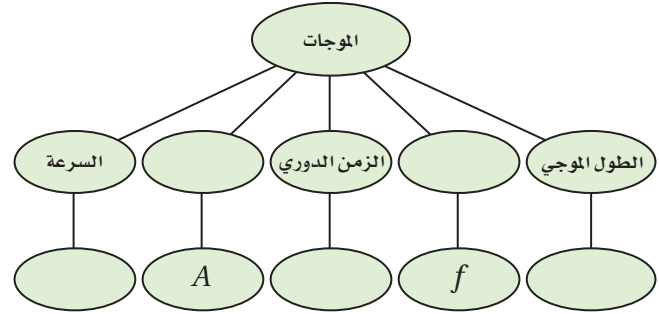 الموجات
الطول الموجي
الزمن الدوري
السرعة
f
A